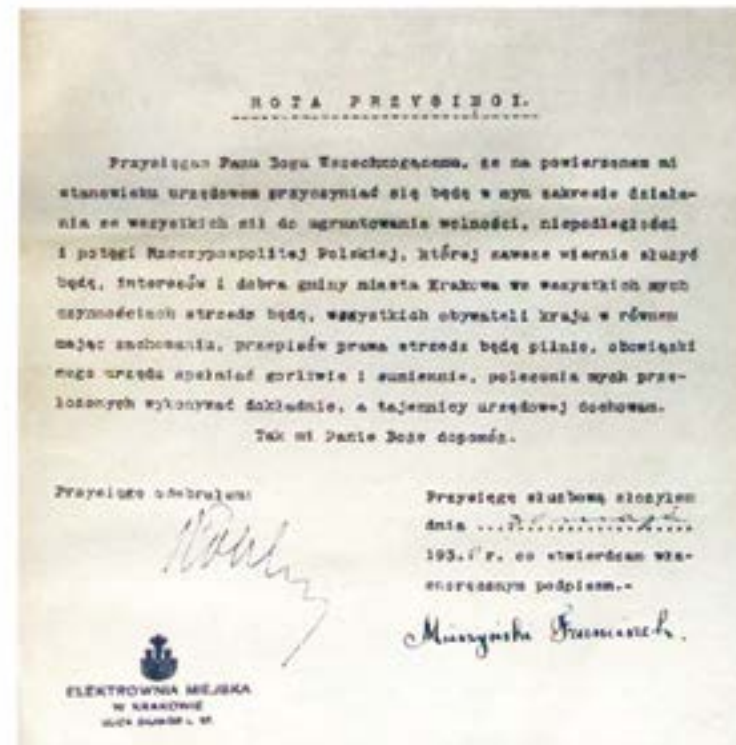 ROTA PRZYSIĘGI.
Przysięgam Panu Bogu Wszechmogącemu, że na powierzonem mi
stanowisku urzędowem przyczyniać się będę w mym zakresie działa-
nia ze wszystkich sił do ugruntowania wolności, niepodległości
i potęgi Rzeczypospolitej Polskiej, której zawsze wiernie służyć
będę, interesów i dobra gminy miasta Krakowa we wszystkich mych
czynnościach strzedz będę, wszystkich obywateli kraju w równem
mając zachowaniu, przepisów prawa strzedz będę pilnie, obowiązki
mego urzędu spełniać gorliwie i sumiennie, polecenia mych prze-
łożonych wykonywać dokładnie, a tajemnicy urzędowej dochowam.
Tak mi Panie Boże dopomóż.
Przysięgę odebrałem:
Przysięgę służbową złożyłem
dnia
193 r. co stwierdzam wła-
snoręcznym podpisem.-
Franciszek.
ELEKTROWNIA MIEJSKA
W KRAKOWIE